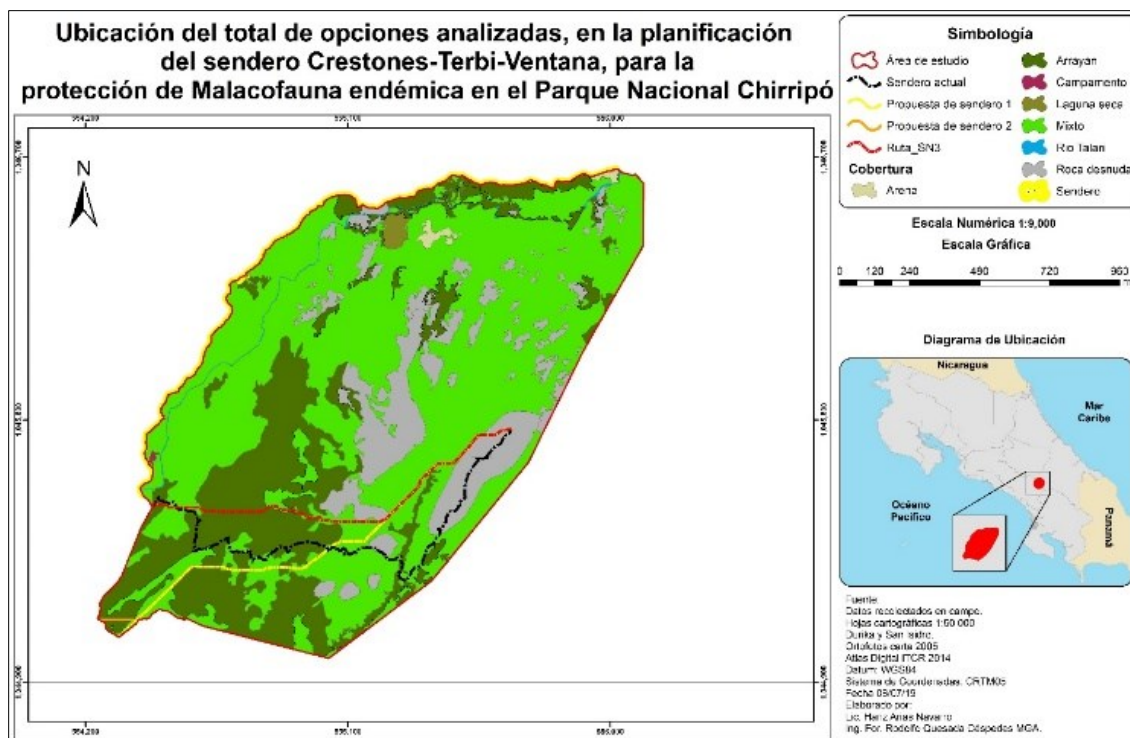 Ubicación del total de opciones analizadas, en la planificación
del sendero Crestones-Terbi-Ventana, para la
protección de Malacofauna endémica en el Parque Nacional Chirripó
N
Simbología
Área de estudio
Sendero actual
Propuesta de sendero 1
Propuesta de sendero 2
Ruta_SN3
Cobertura
Arena
Arrayan
Campamento
Laguna seca
Mixto
Rio Talari
Roca desnuda
Sendero
Escala Numérica 1:9,000
Escala Gráfica
0 120 240 480 720 960
m
Diagrama de Ubicación
Nicaragua
Mar
Caribe
Océano
Pacífico
Panamá
Fuente:
Datos recolectados en campo.
Hojas cartográficas 1:50 000
Durika y San Isidro.
Ortofotos carta 2005
Atlas Digital ITCR 2014
Datum: WGS84
Sistema de Coordenadas: CRTM05
Fecha 09/07/19
Elaborado por:
Lic. Hanz Arias Navarro
Ing. For. Rodolfo Quesada Céspedes MGA.